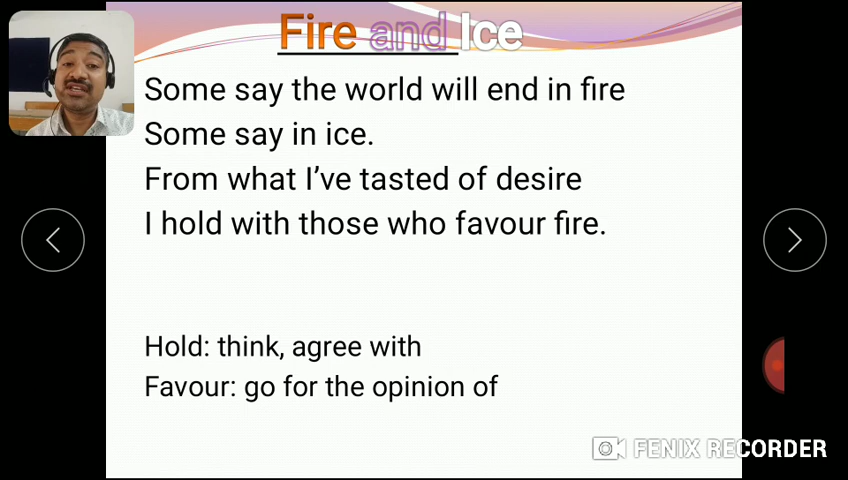 Fire and Ice
Some say the world will end in fire
Some say in ice.
From what I’ve tasted of desire
I hold with those who favour fire.
Hold: think, agree with
Favour: go for the opinion of
FENIX RECORDER